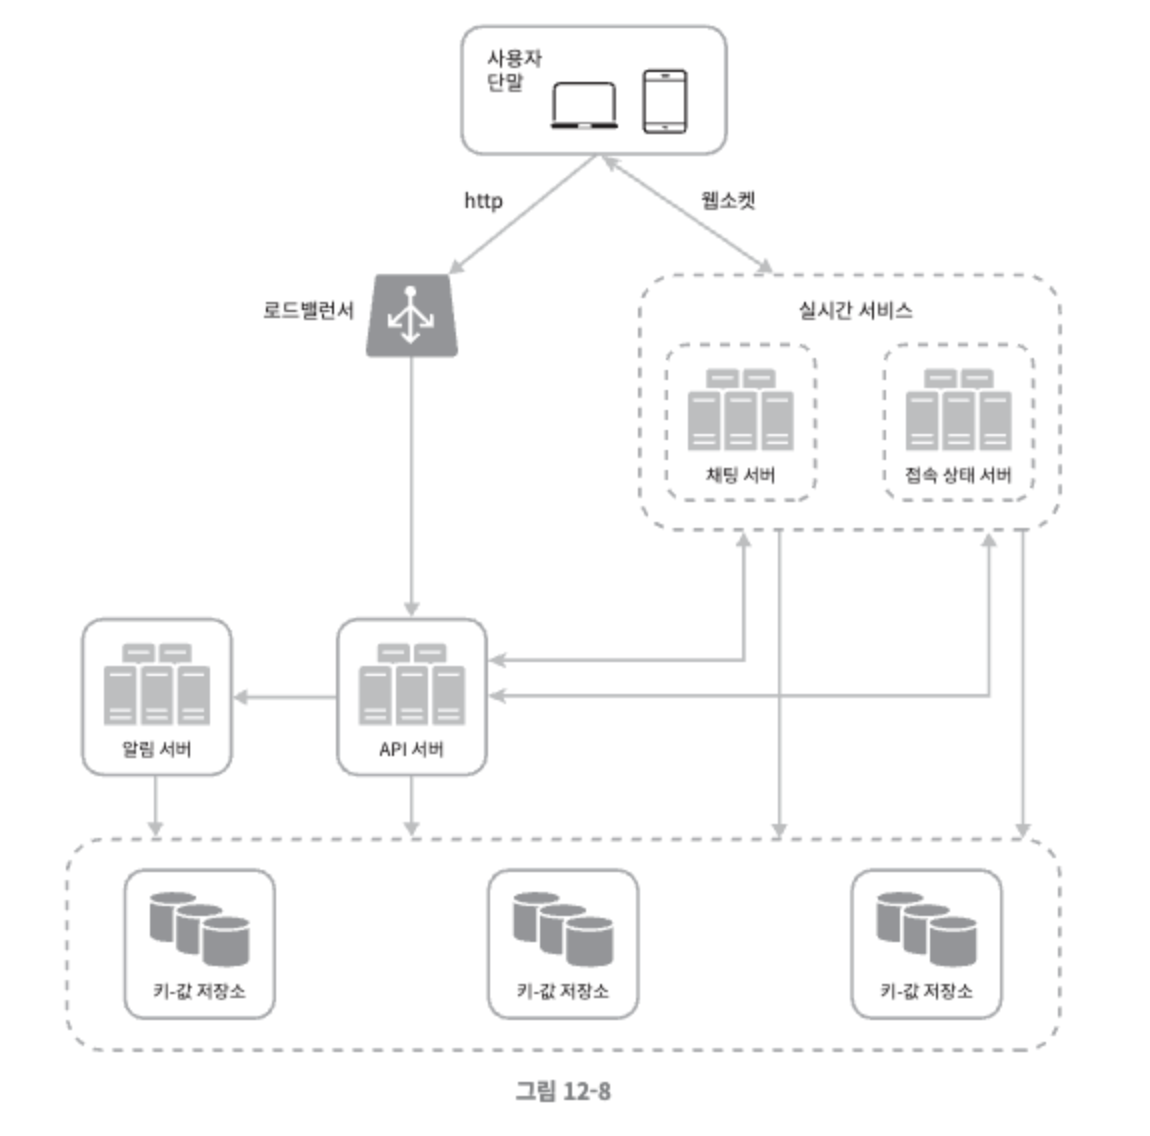 사용자
단말
http
웹소켓
로드밸런서
실시간 서비스
채팅 서버
접속 상태 서버
알림 서버
API 서버
키-값 저장소
키-값 저장소
키-값 저장소
그림 12-8